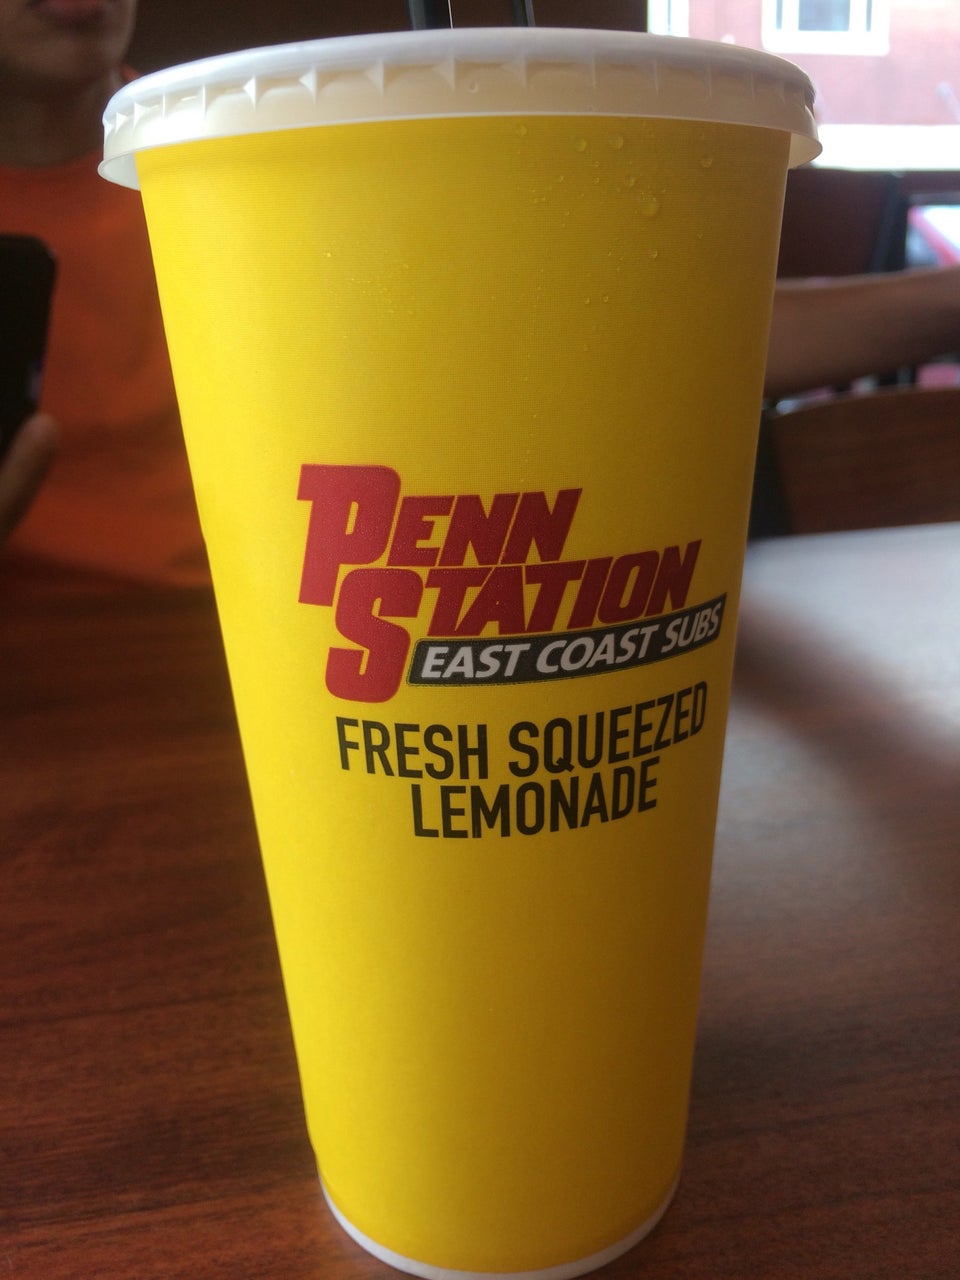 PENN
STATION
EAST COAST SUBS
FRESH SQUEEZED
LEMONADE